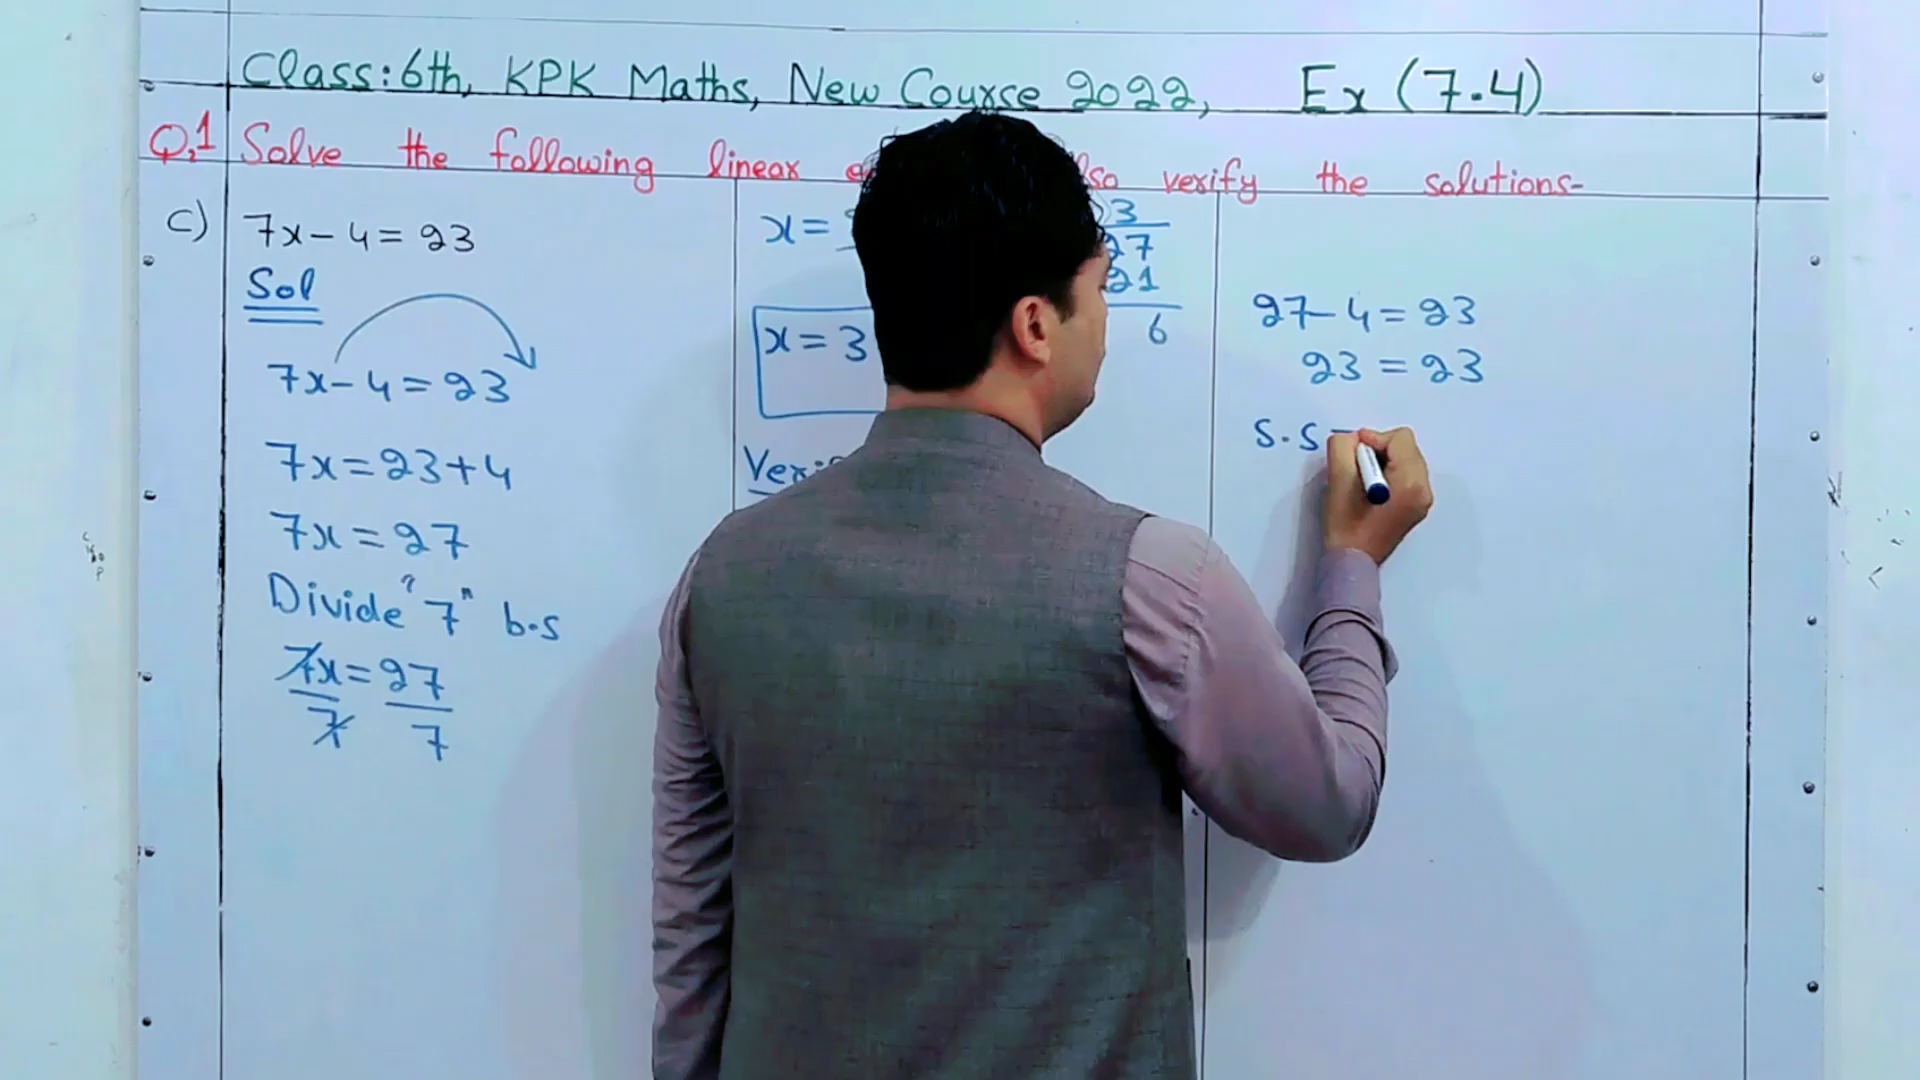 Class: 6th, KPK Maths, New Course 2022, Ex (7.4)
Q.1 Solve the following linear verify the solutions-
c) 7x - 4 = 23
Sol
7x - 4 = 23
7x = 23 + 4
7x = 27
Divide "7" b.s
7x = 27
7 7
x =
x = 3
3
27
21
6
27 - 4 = 23
23 = 23
S.S =